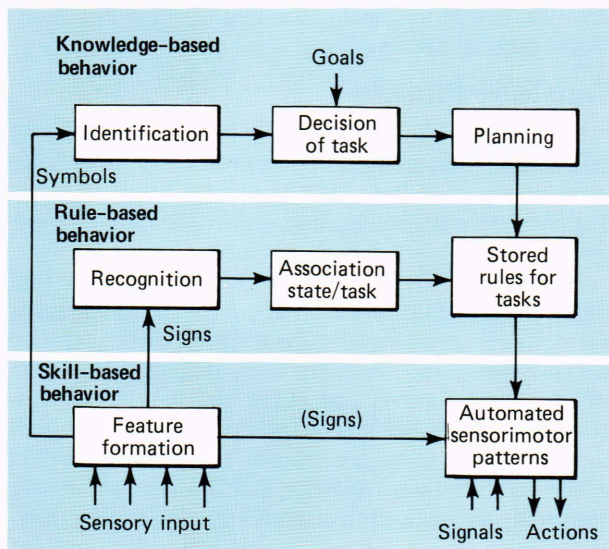 Knowledge-based
behavior
Goals
Identification
Decision
of task
Planning
Symbols
Rule-based
behavior
Recognition
Association
state/task
Stored
rules for
tasks
Signs
Skill-based
behavior
Feature
formation
(Signs)
Automated
sensorimotor
patterns
Sensory input
Signals
Actions